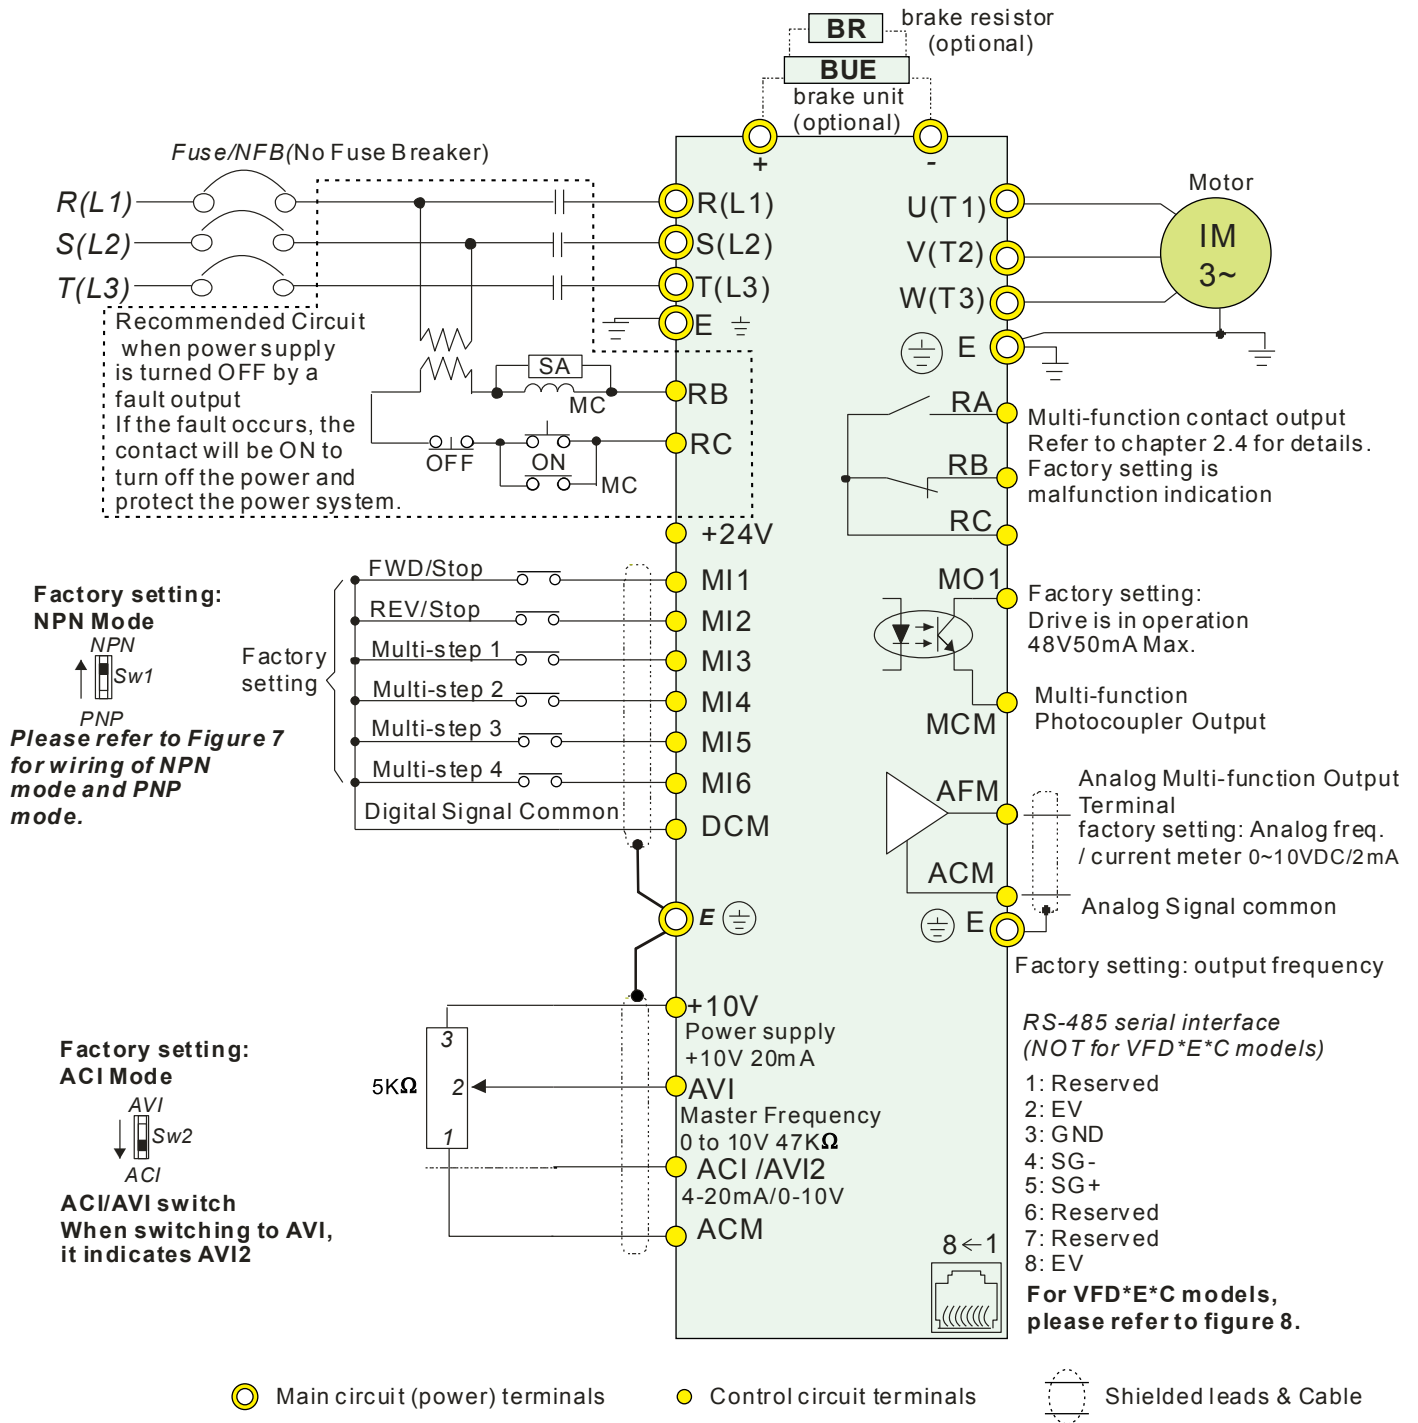 BR
brake resistor
(optional)
BUE
brake unit
(optional)
+
-
Fuse/NFB(No Fuse Breaker)
R(L1)
S(L2)
T(L3)
R(L1)
S(L2)
T(L3)
E
Recommended Circuit
when power supply
is turned OFF by a
fault output
If the fault occurs, the
contact will be ON to
turn off the power and
protect the power system.
SA
MC
OFF
ON
MC
RB
RC
U(T1)
V(T2)
W(T3)
E
Motor
IM
3~
RA
RB
RC
Multi-function contact output
Refer to chapter 2.4 for details.
Factory setting is
malfunction indication
+24V
Factory setting:
NPN Mode
NPN
Sw1
PNP
Please refer to Figure 7
for wiring of NPN
mode and PNP
mode.
Factory
setting
FWD/Stop
REV/Stop
Multi-step 1
Multi-step 2
Multi-step 3
Multi-step 4
Digital Signal Common
MI1
MI2
MI3
MI4
MI5
MI6
DCM
E
MO1
MCM
Factory setting:
Drive is in operation
48V50mA Max.
Multi-function
Photocoupler Output
AFM
ACM
E
Analog Multi-function Output
Terminal
factory setting: Analog freq.
/ current meter 0~10VDC/2mA
Analog Signal common
Factory setting: output frequency
Factory setting:
ACI Mode
AVI
Sw2
ACI
ACI/AVI switch
When switching to AVI,
it indicates AVI2
5KΩ
3
2
1
+10V
Power supply
+10V 20mA
AVI
Master Frequency
0 to 10V 47KΩ
ACI/AVI2
4-20mA/0-10V
ACM
8←1
RS-485 serial interface
(NOT for VFD*E*C models)
1: Reserved
2: EV
3: GND
4: SG-
5: SG+
6: Reserved
7: Reserved
8: EV
For VFD*E*C models,
please refer to figure 8.
Main circuit (power) terminals
Control circuit terminals
Shielded leads & Cable